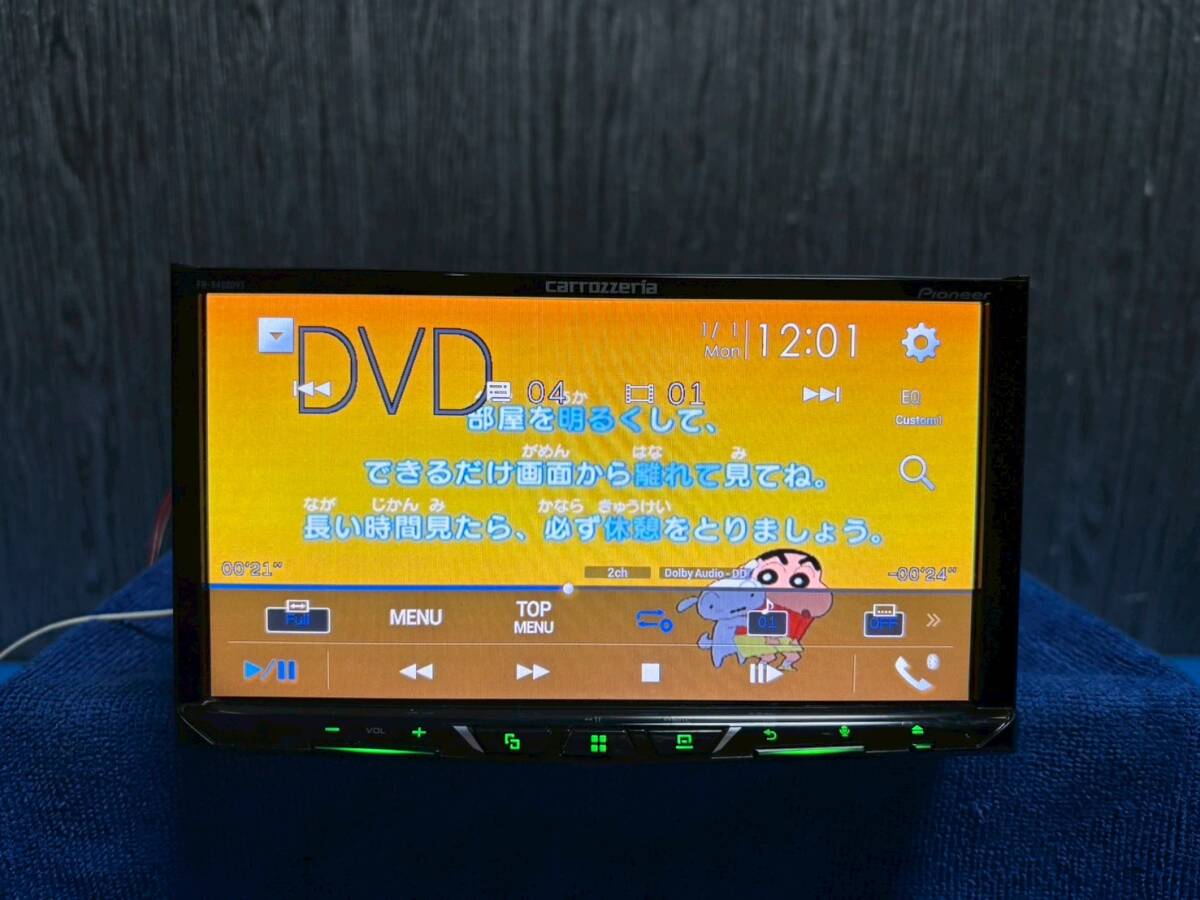 FH-9400DVS
carrozzeria
Pioneer
DVD
1/ 1
Mon
12:01
04
01
EQ
Custom1
部屋を明るくして、
がめん はな み
できるだけ画面から離れて見てね。
なが じかん み かなら きゅうけい
長い時間見たら、必ず休憩をとりましょう。
00'21"
2ch
Dolby Audio - DD
-00'24"
Full
MENU
TOP
MENU
01
OFF
VOL